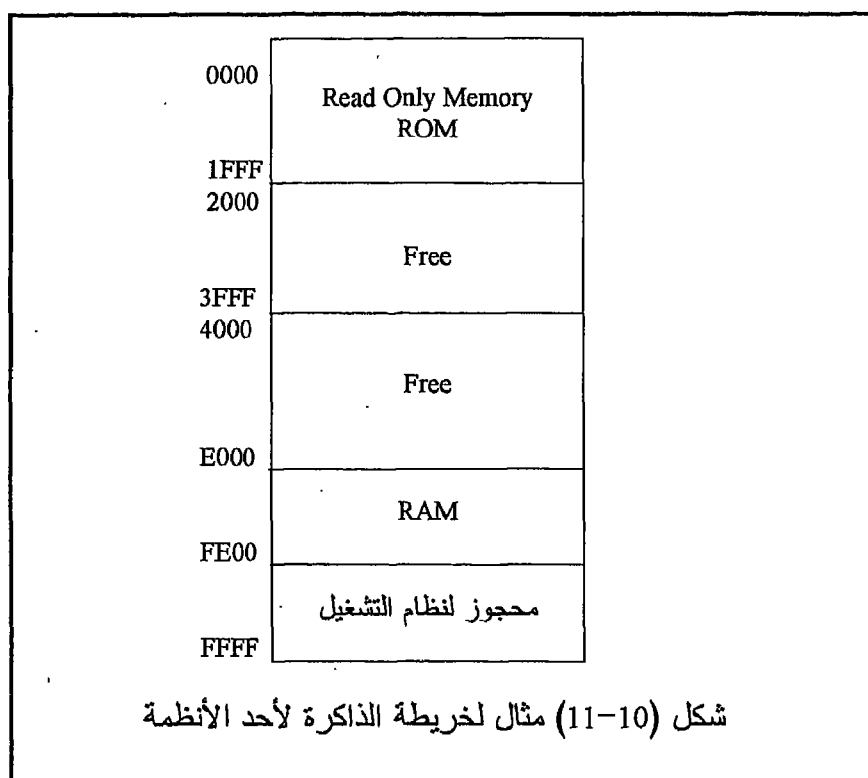 0000
Read Only Memory
ROM
1FFF
2000
Free
3FFF
4000
Free
E000
RAM
FE00
محجوز لنظام التشغيل
FFFF
شكل (10-11) مثال لخريطة الذاكرة لأحد الأنظمة